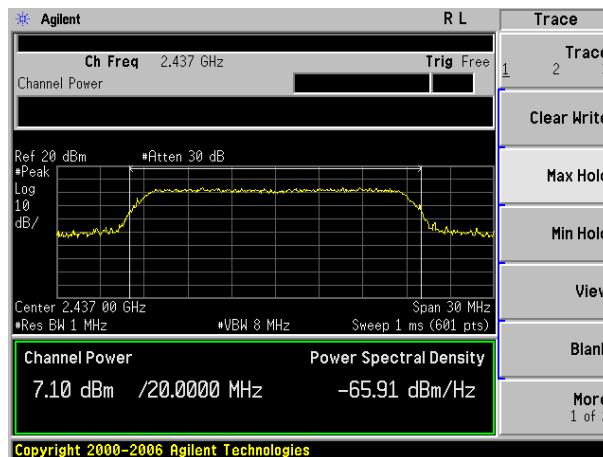 Agilent R L Trace
Ch Freq 2.437 GHz Trig Free
Channel Power
Trace
1 2
Clear Write
Max Hold
Min Hold
View
Blank
More
1 of
Ref 20 dBm #Atten 30 dB
#Peak
Log
10
dB/
Center 2.437 00 GHz Span 30 MHz
#Res BW 1 MHz #VBW 8 MHz Sweep 1 ms (601 pts)
Channel Power Power Spectral Density
7.10 dBm /20.0000 MHz -65.91 dBm/Hz
Copyright 2000-2006 Agilent Technologies